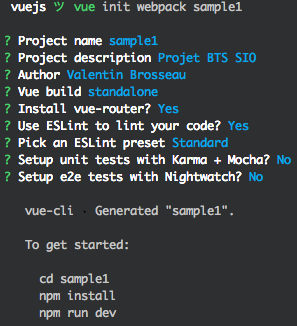 vuejs ツ vue init webpack sample1
? Project name sample1
? Project description Projet BTS SIO
? Author Valentin Brosseau
? Vue build standalone
? Install vue-router? Yes
? Use ESLint to lint your code? Yes
? Pick an ESLint preset Standard
? Setup unit tests with Karma + Mocha? No
? Setup e2e tests with Nightwatch? No
vue-cli · Generated "sample1".
To get started:
cd sample1
npm install
npm run dev